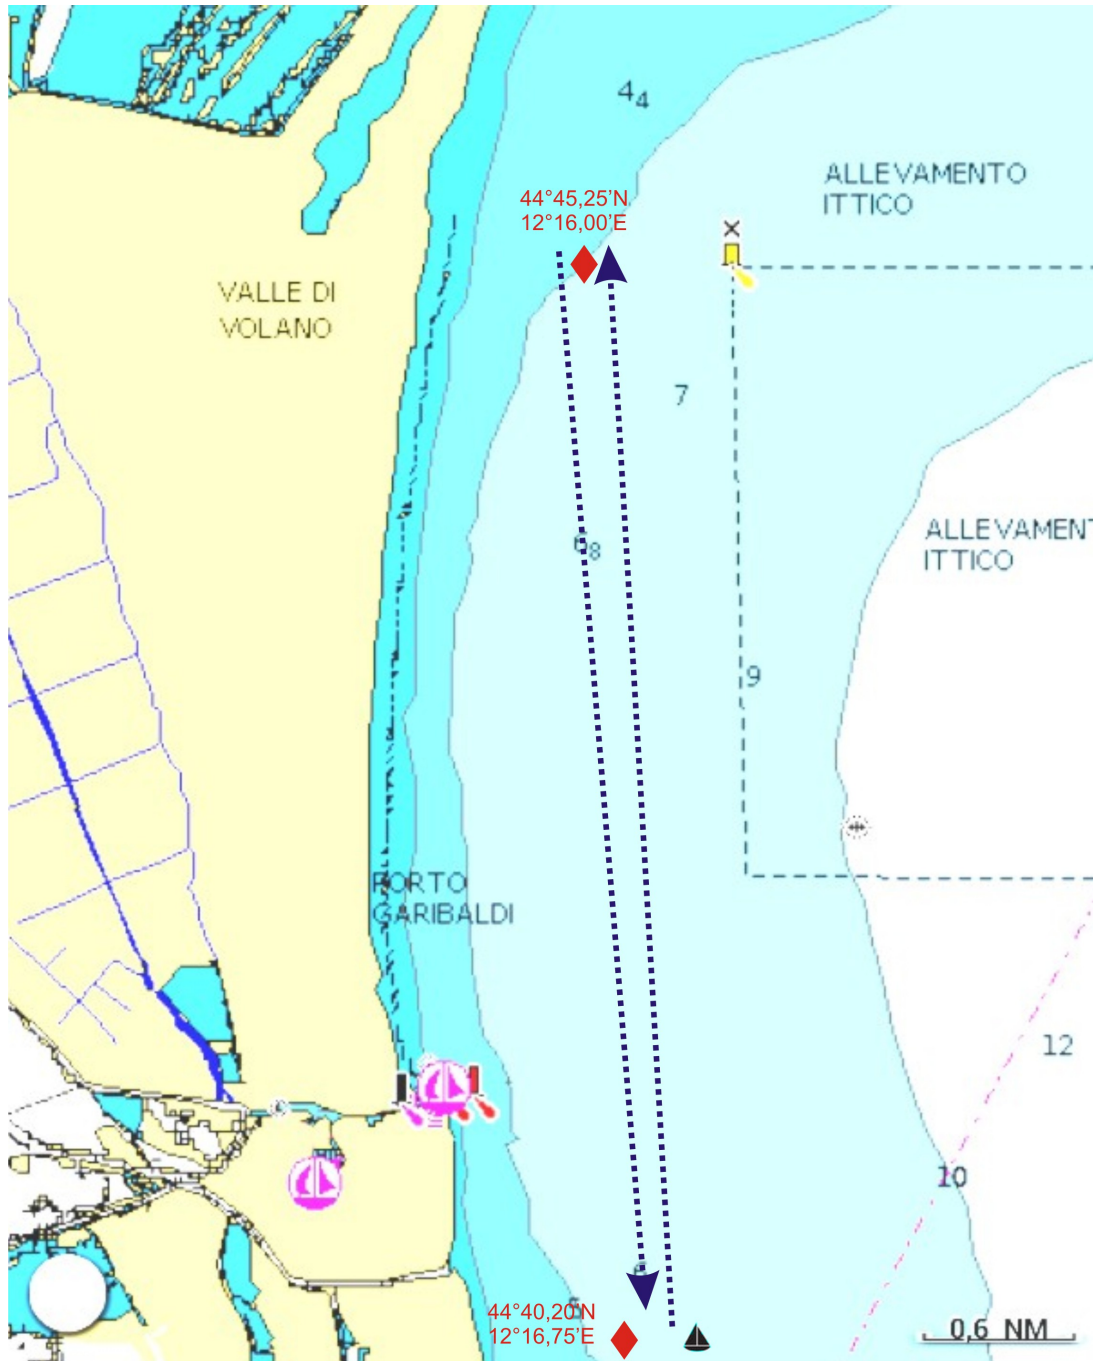 4₄
ALLEVAMENTO
ITTICO
44°45,25'N
12°16,00'E
VALLE DI
VOLANO
7
6₈
ALLEVAMENT
ITTICO
9
PORTO
GARIBALDI
12
10
6
44°40,20'N
12°16,75'E
0,6 NM